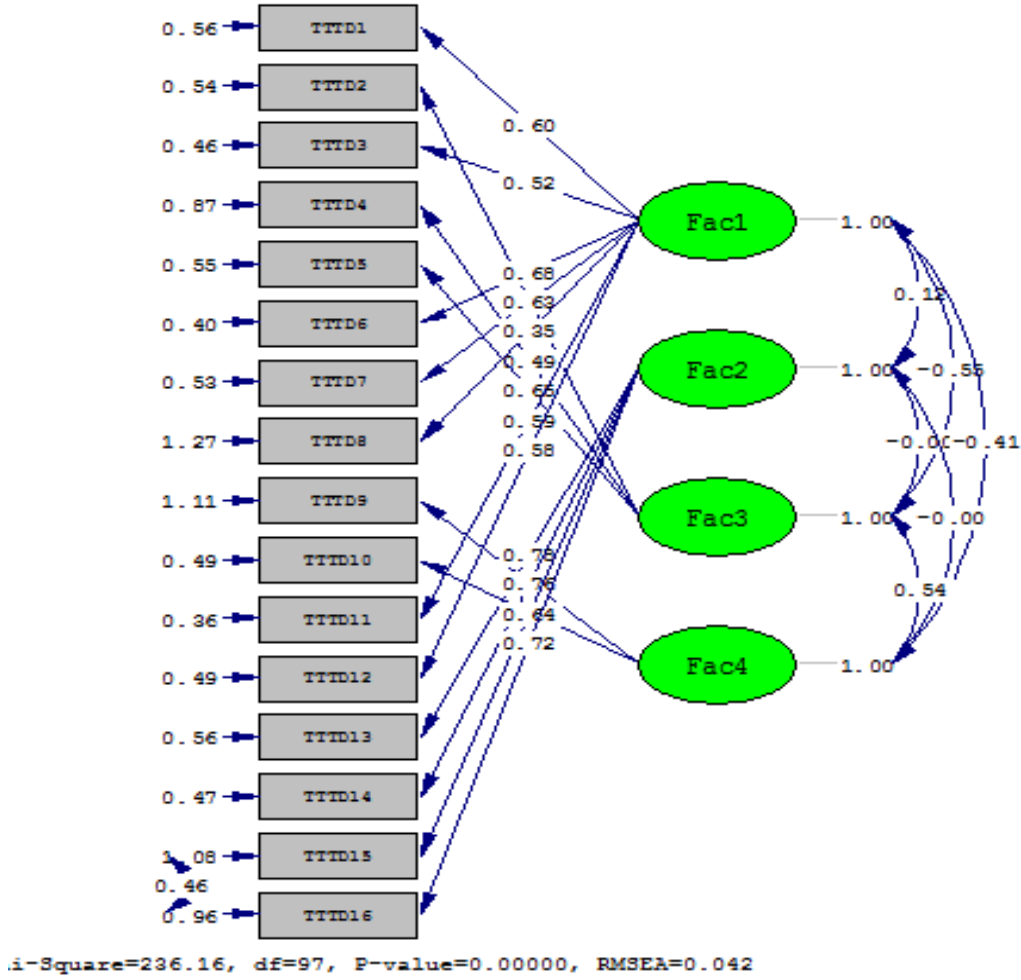 0.56 TTTD1
0.54 TTTD2
0.60
0.46 TTTD3
0.52
0.87 TTTD4
Fac1 1.00
0.55 TTTD5
0.68
0.12
0.63
0.40 TTTD6
0.35
0.49
Fac2 1.00 -0.55
0.53 TTTD7
0.65
0.59
1.27 TTTD8
-0.41
0.58
1.11 TTTD9
Fac3 1.00 -0.00
0.78
0.49 TTTD10
0.76
0.54
0.64
0.36 TTTD11
0.72
Fac4 1.00
0.49 TTTD12
0.56 TTTD13
0.47 TTTD14
1.08 TTTD15
0.46
0.96 TTTD16
i-Square=236.16, df=97, P-value=0.00000, RMSEA=0.042